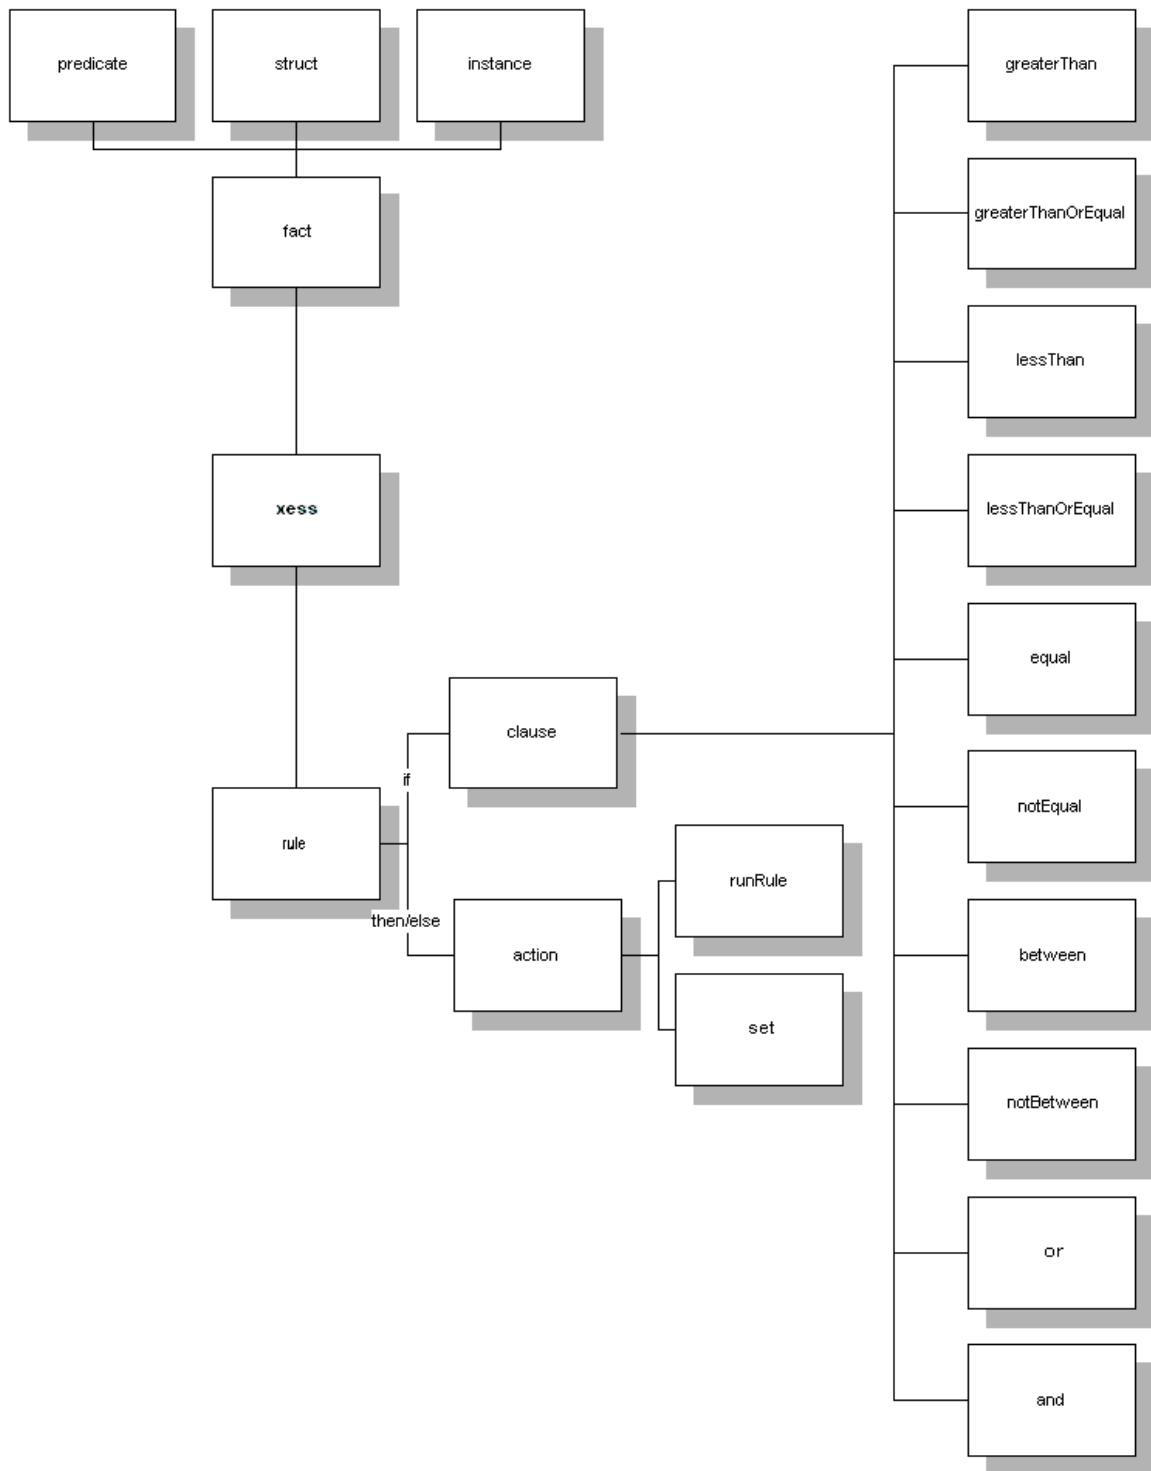 predicate
struct
instance
fact
xess
rule
if
then/else
clause
action
runRule
set
greaterThan
greaterThanOrEqual
lessThan
lessThanOrEqual
equal
notEqual
between
notBetween
or
and